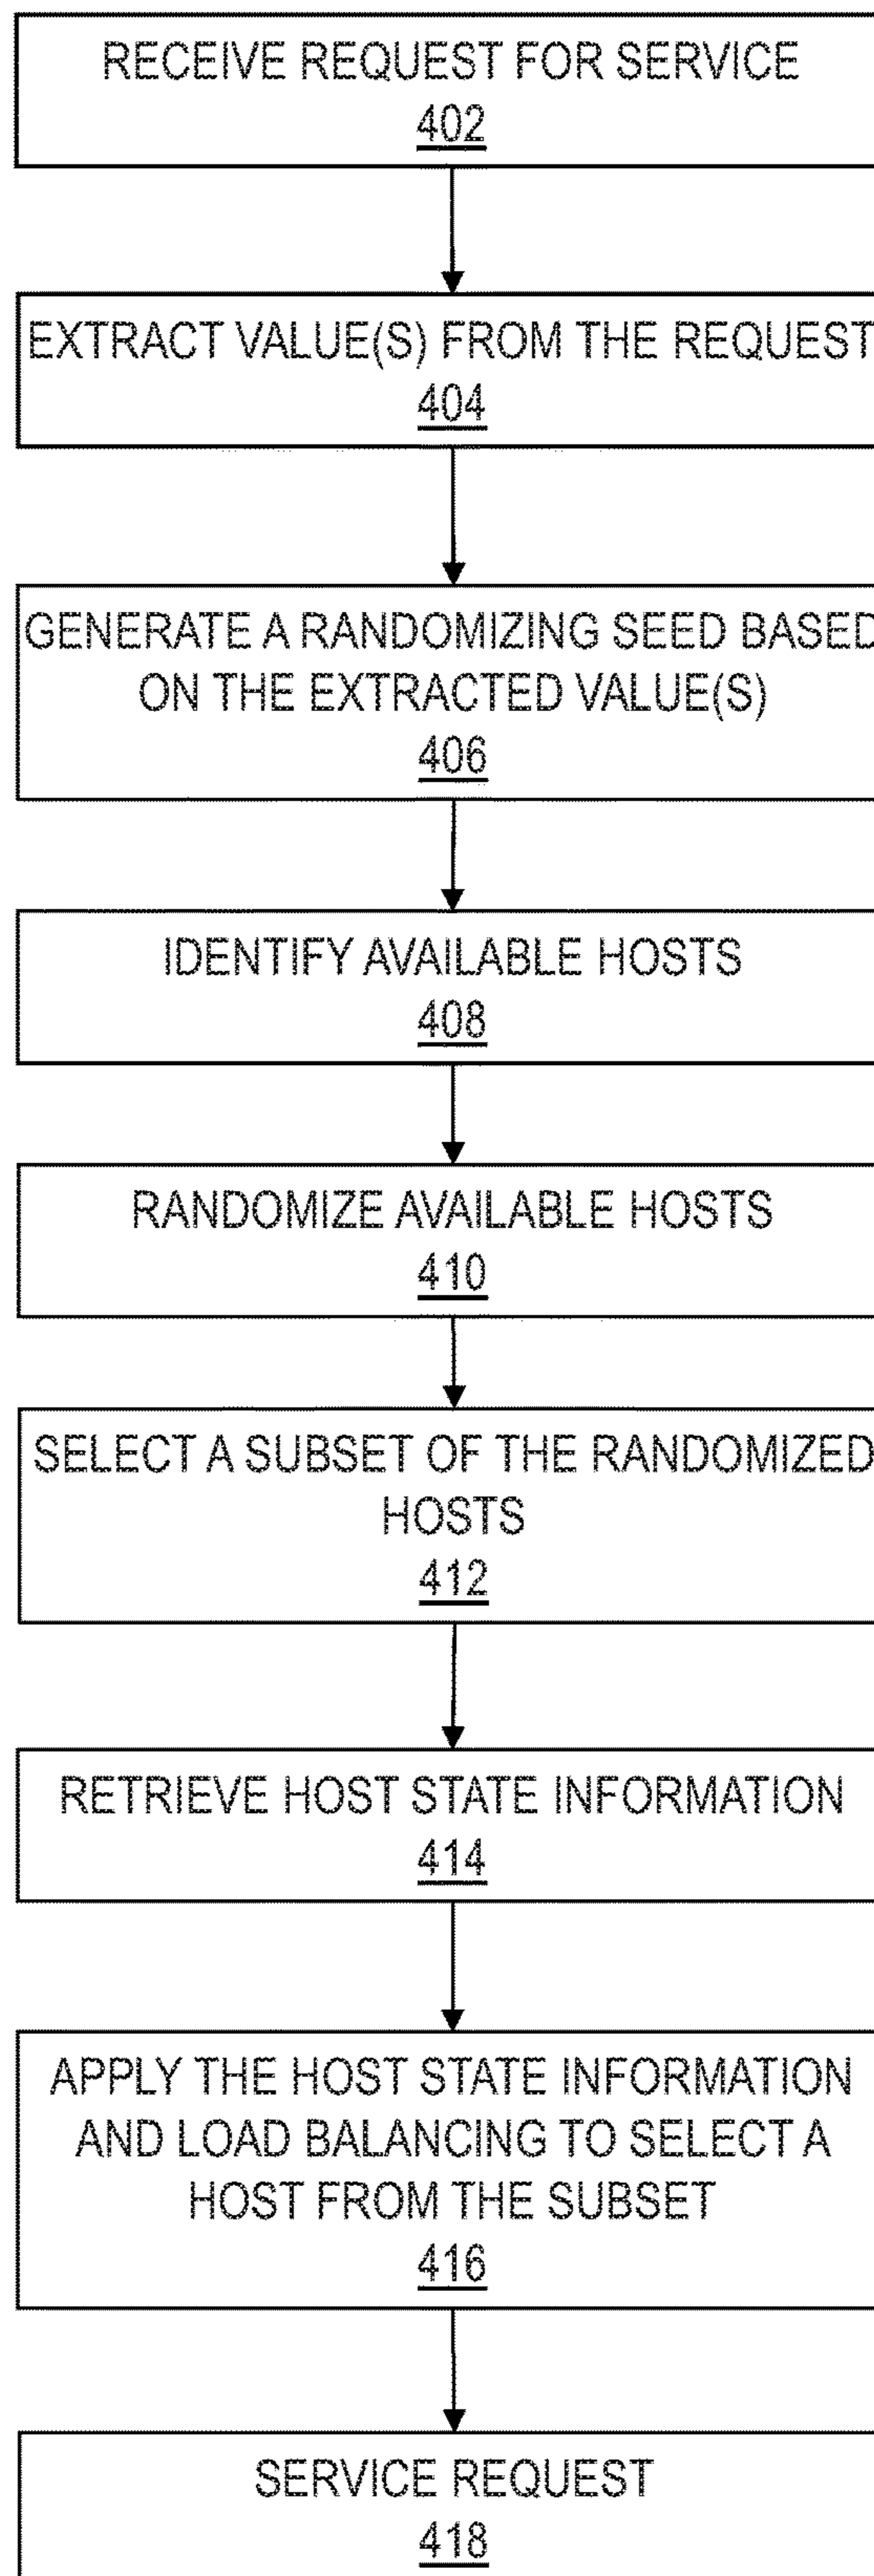 RECEIVE REQUEST FOR SERVICE
402
EXTRACT VALUE(S) FROM THE REQUEST
404
GENERATE A RANDOMIZING SEED BASED
ON THE EXTRACTED VALUE(S)
406
IDENTIFY AVAILABLE HOSTS
408
RANDOMIZE AVAILABLE HOSTS
410
SELECT A SUBSET OF THE RANDOMIZED
HOSTS
412
RETRIEVE HOST STATE INFORMATION
414
APPLY THE HOST STATE INFORMATION
AND LOAD BALANCING TO SELECT A
HOST FROM THE SUBSET
416
SERVICE REQUEST
418